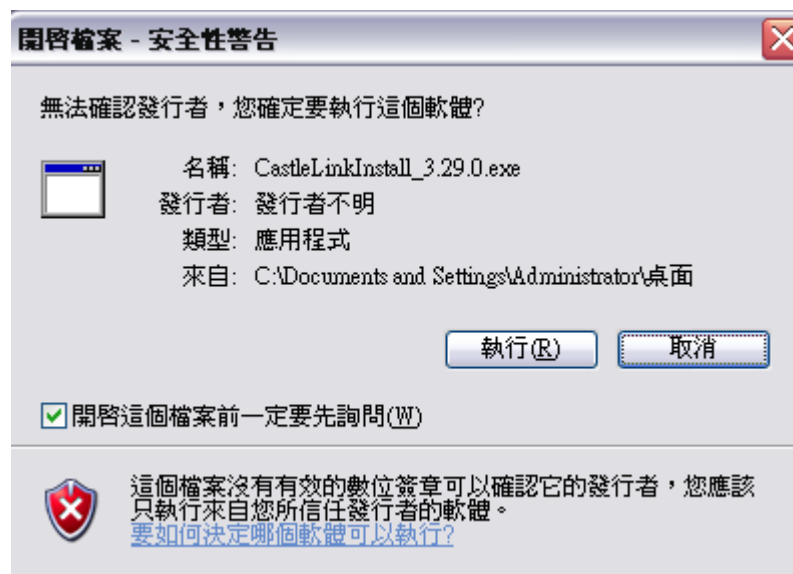 開啓檔案 - 安全性警告
無法確認發行者，您確定要執行這個軟體?
名稱: CastleLinkInstall_3.29.0.exe
發行者: 發行者不明
類型: 應用程式
來自: C:\Documents and Settings\Administrator\桌面
執行(R) 取消
開啓這個檔案前一定要先詢問(W)
這個檔案沒有有效的數位簽章可以確認它的發行者，您應該
只執行來自您所信任發行者的軟體。
要如何決定哪個軟體可以執行?